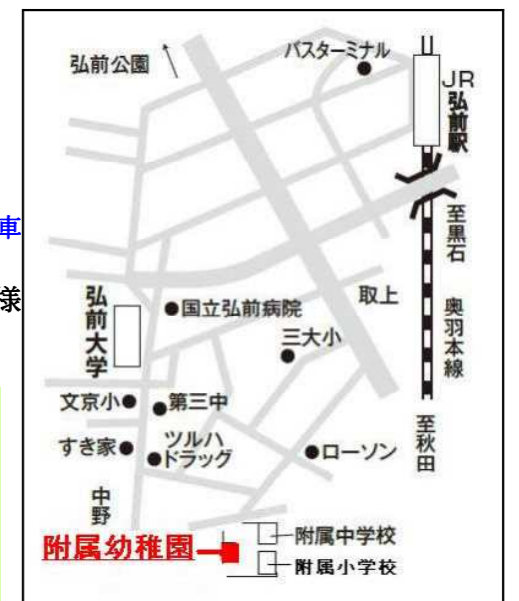 弘前公園
バスターミナル
JR
弘前駅
車
至黒石
様
弘前大学
国立弘前病院
取上
奥羽本線
三大小
文京小
第三中
すき家
ツルハ
ドラッグ
ローソン
至秋田
中野
附属中学校
附属幼稚園
附属小学校